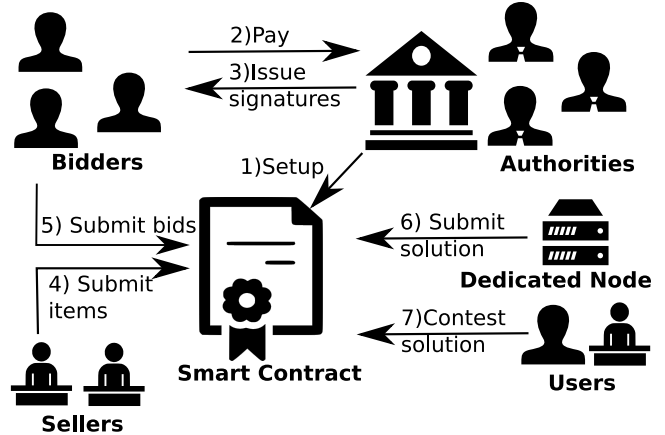 2)Pay
3)Issue
signatures
Bidders
Authorities
1)Setup
5) Submit bids
6) Submit
solution
4) Submit
items
Dedicated Node
7)Contest
solution
Smart Contract
Users
Sellers